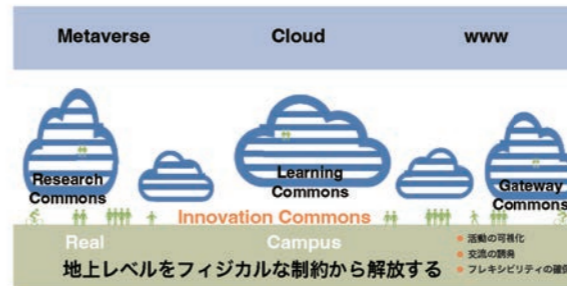 Metaverse Cloud www
Research
Commons
Learning
Commons
Gateway
Commons
Innovation Commons
Real Campus
地上レベルをフィジカルな制約から解放する
活動の可視化
交流の誘発
フレキシビリティの確保